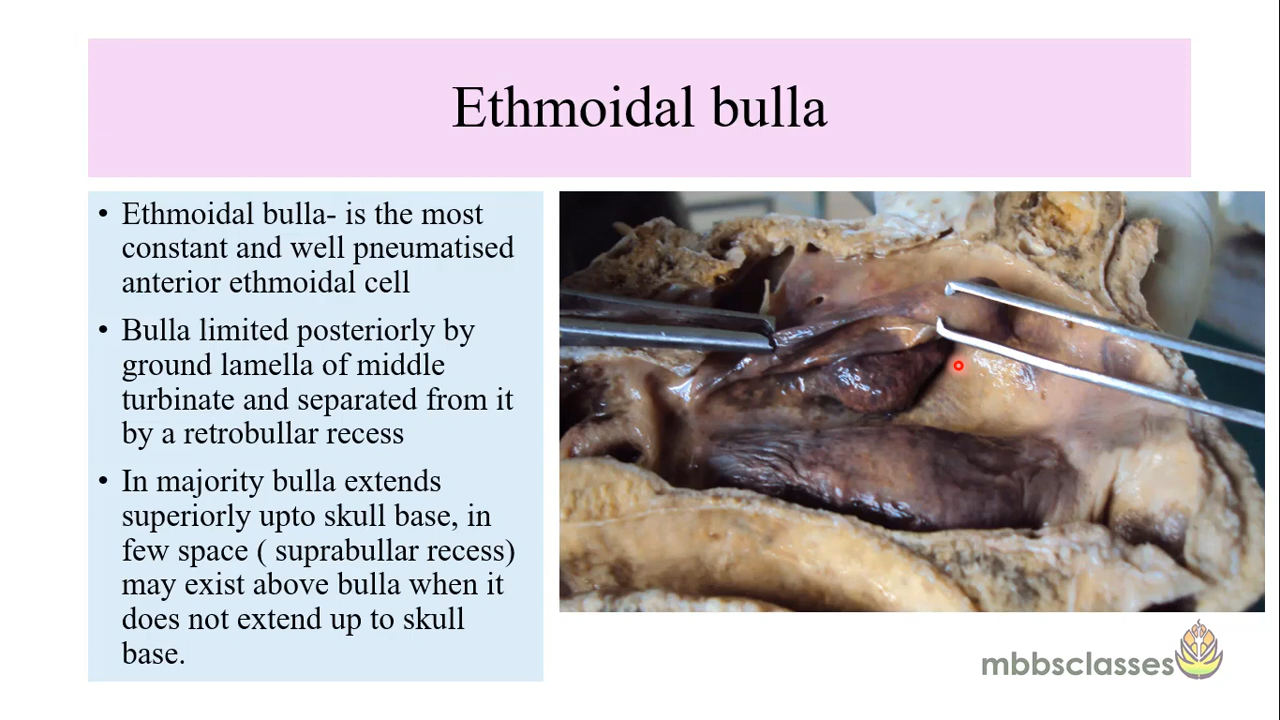 Ethmoidal bulla
• Ethmoidal bulla- is the most
constant and well pneumatised
anterior ethmoidal cell
• Bulla limited posteriorly by
ground lamella of middle
turbinate and separated from it
by a retrobullar recess
• In majority bulla extends
superiorly upto skull base, in
few space ( suprabullar recess)
may exist above bulla when it
does not extend up to skull
base.
mbbsclasses